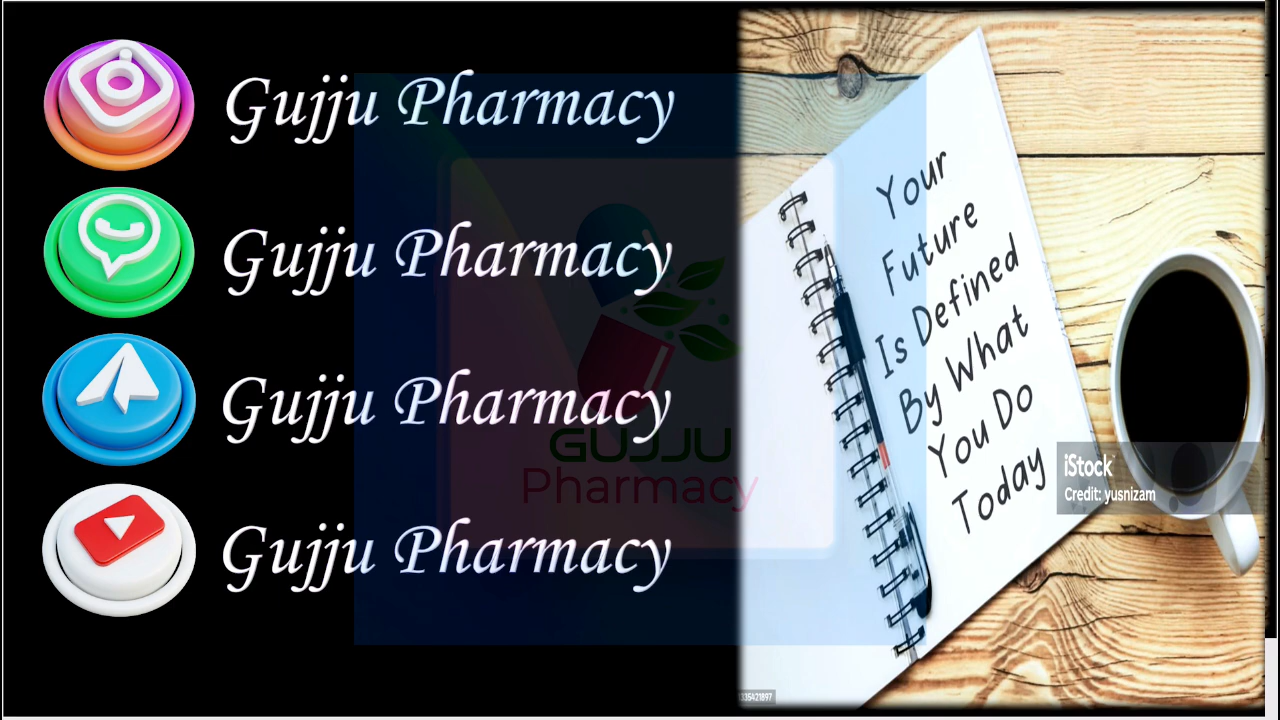 Gujju Pharmacy
Gujju Pharmacy
Gujju Pharmacy
Gujju Pharmacy
GUJJU
Pharmacy
Your
Future
Is Defined
By What
You Do
Today
iStock
Credit: yusnizam
335421897